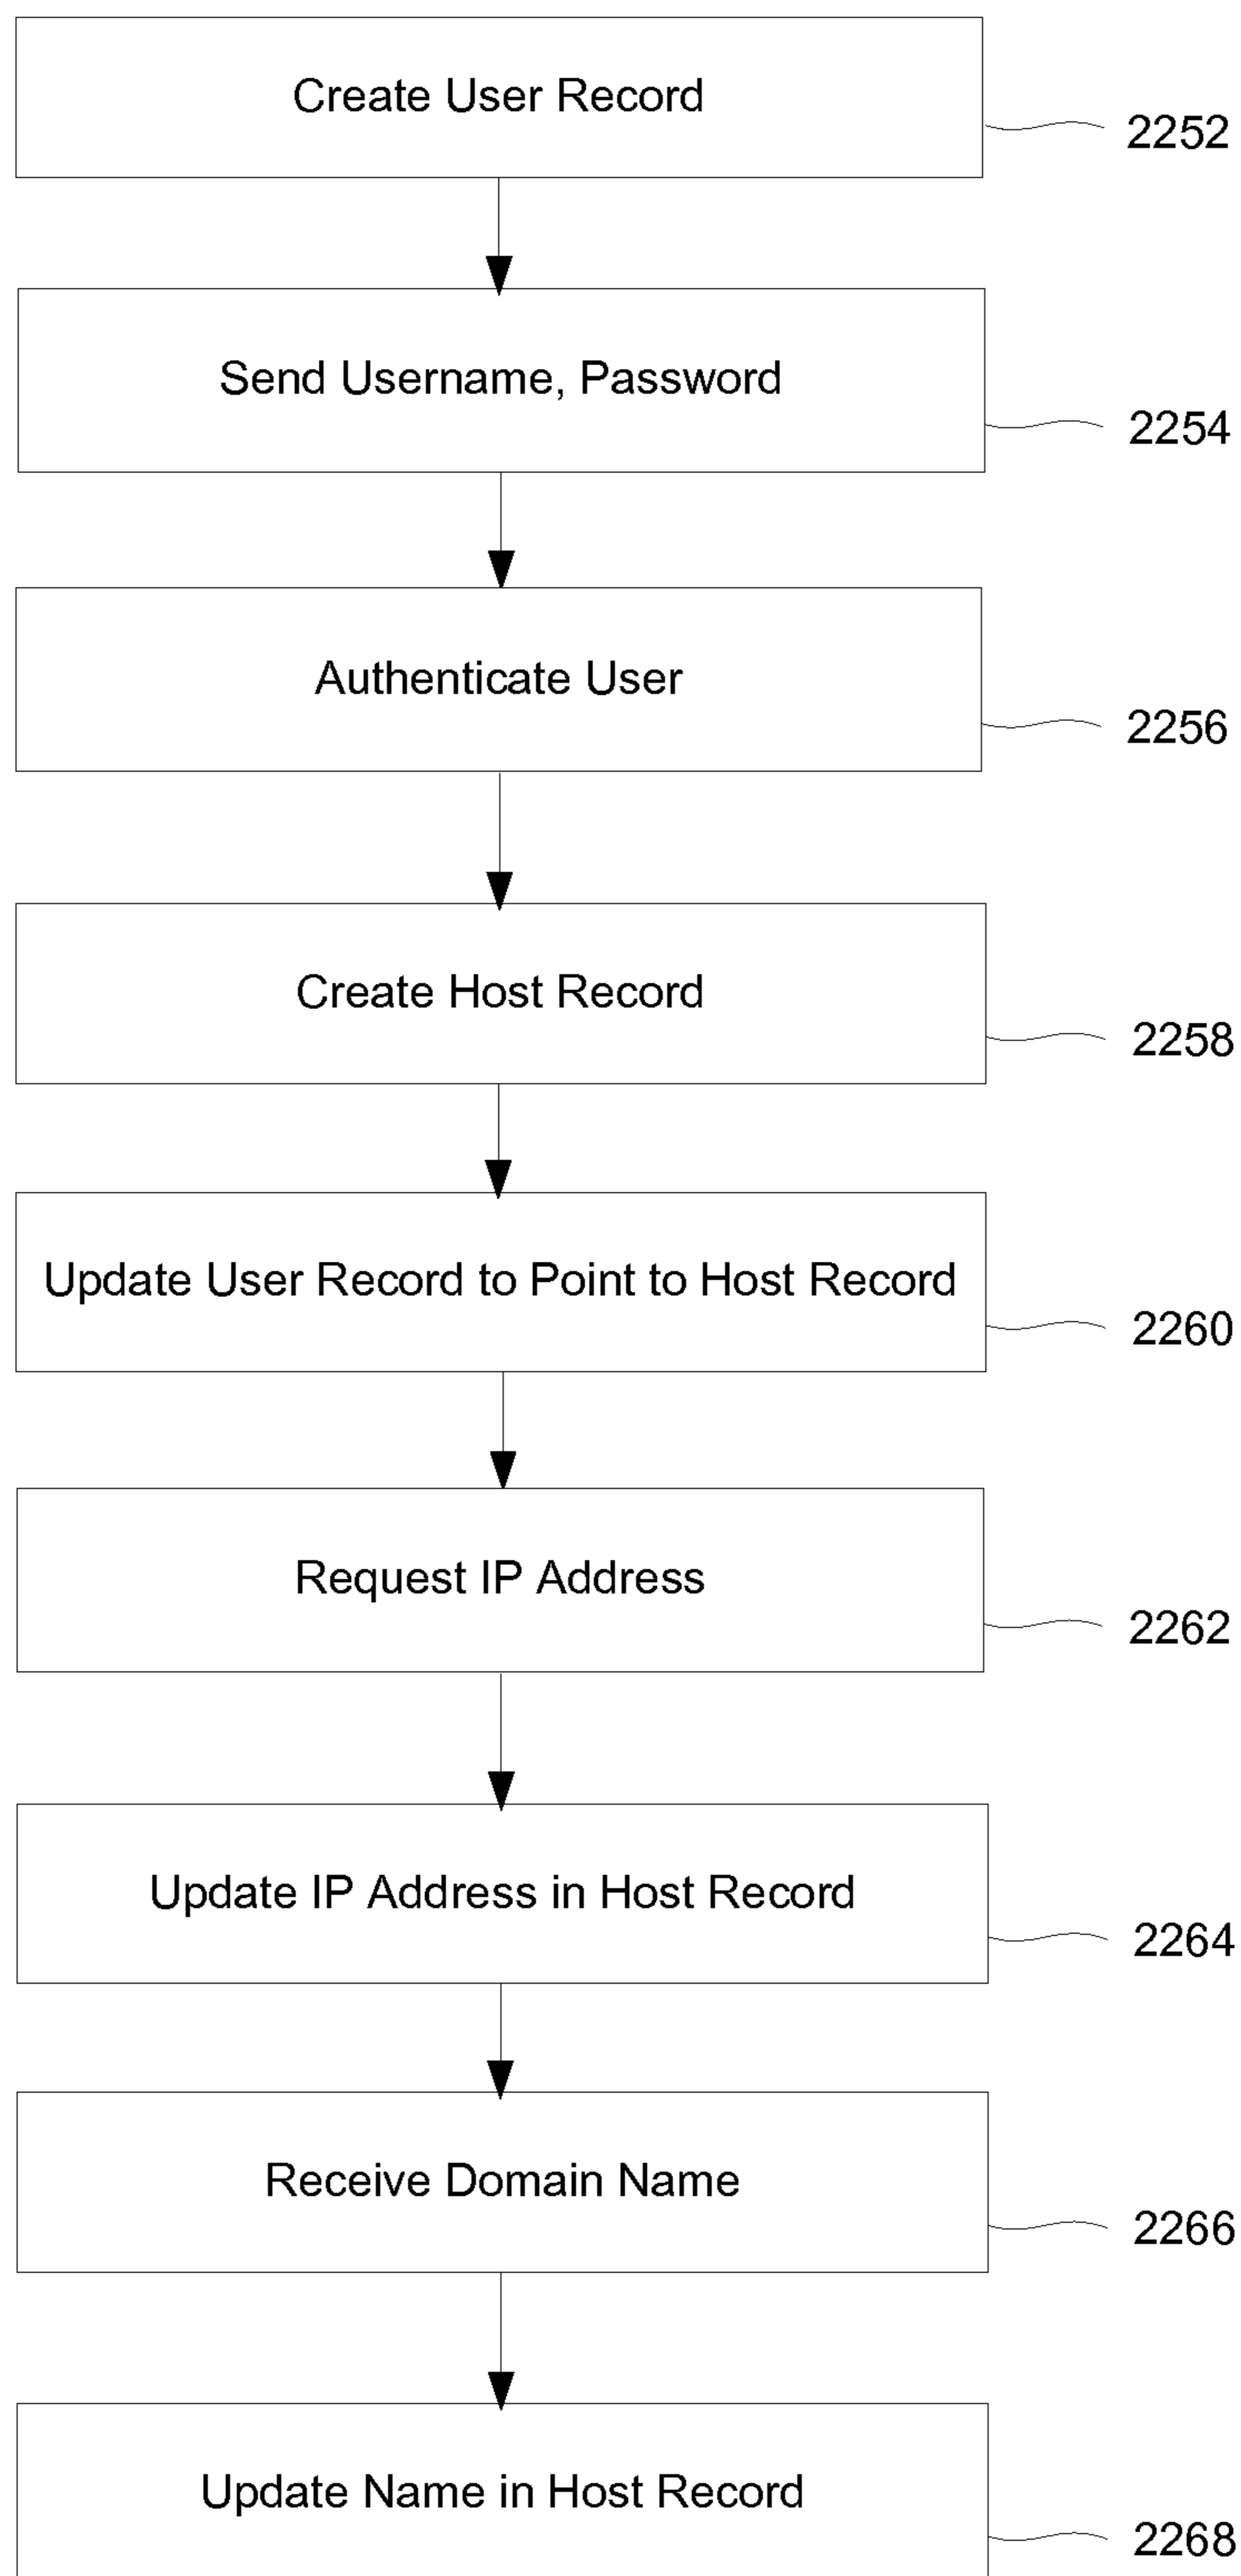 Create User Record
2252
Send Username, Password
2254
Authenticate User
2256
Create Host Record
2258
Update User Record to Point to Host Record
2260
Request IP Address
2262
Update IP Address in Host Record
2264
Receive Domain Name
2266
Update Name in Host Record
2268